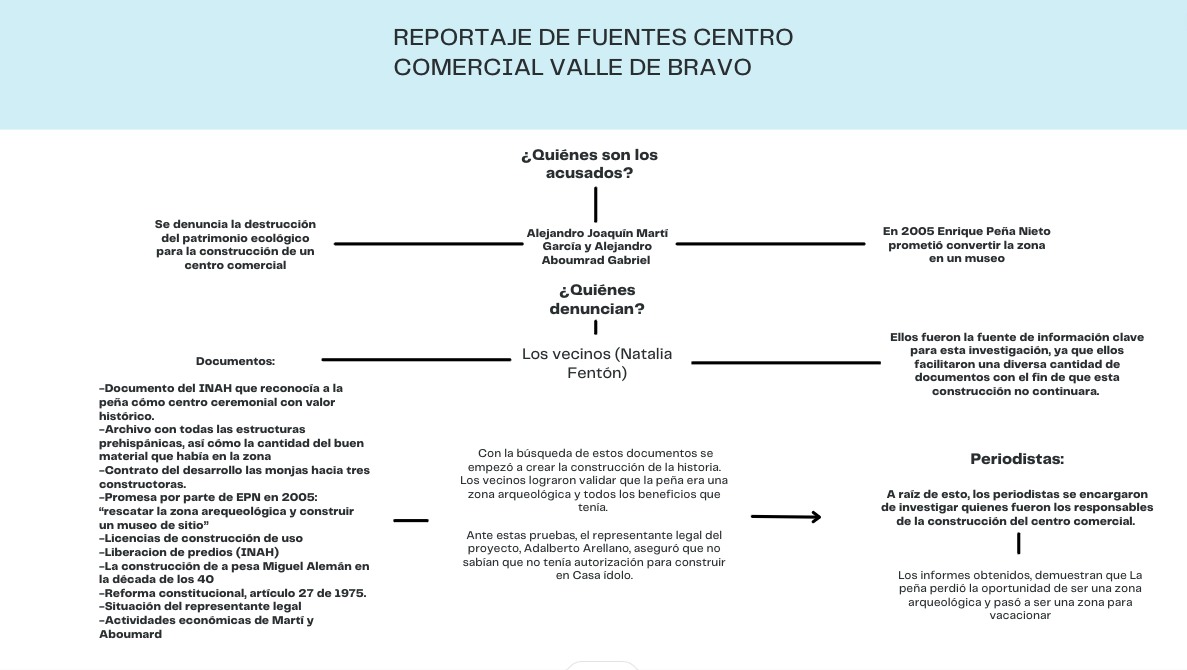 REPORTAJE DE FUENTES CENTRO
COMERCIAL VALLE DE BRAVO
¿Quiénes son los
acusados?
Se denuncia la destrucción
del patrimonio ecológico
para la construcción de un
centro comercial
Alejandro Joaquín Martí
García y Alejandro
Aboumrad Gabriel
En 2005 Enrique Peña Nieto
prometió convertir la zona
en un museo
¿Quiénes
denuncian?
Los vecinos (Natalia
Fentón)
Ellos fueron la fuente de información clave
para esta investigación, ya que ellos
facilitaron una diversa cantidad de
documentos con el fin de que esta
construcción no continuara.
Documentos:
-Documento del INAH que reconocía a la
peña cómo centro ceremonial con valor
histórico.
-Archivo con todas las estructuras
prehispánicas, así cómo la cantidad del buen
material que había en la zona
-Contrato del desarrollo las monjas hacia tres
constructoras.
-Promesa por parte de EPN en 2005:
“rescatar la zona arequeológica y construir
un museo de sitio”
-Licencias de construcción de uso
-Liberacion de predios (INAH)
-La construcción de a pesa Miguel Alemán en
la década de los 40
-Reforma constitucional, artículo 27 de 1975.
-Situación del representante legal
-Actividades económicas de Martí y
Aboumard
Con la búsqueda de estos documentos se
empezó a crear la construcción de la historia.
Los vecinos lograron validar que la peña era una
zona arqueológica y todos los beneficios que
tenía.
Ante estas pruebas, el representante legal del
proyecto, Adalberto Arellano, aseguró que no
sabían que no tenía autorización para construir
en Casa ídolo.
Periodistas:
A raíz de esto, los periodistas se encargaron
de investigar quienes fueron los responsables
de la construcción del centro comercial.
Los informes obtenidos, demuestran que La
peña perdió la oportunidad de ser una zona
arqueológica y pasó a ser una zona para
vacacionar